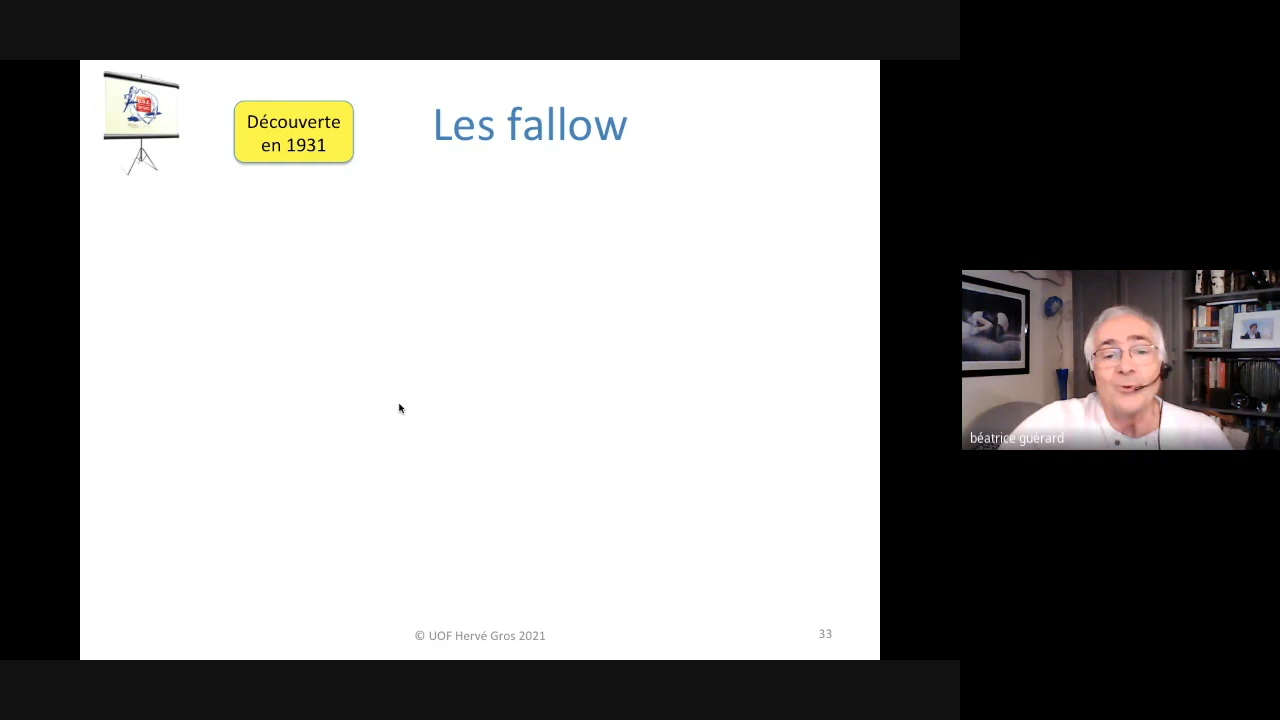 Découverte
en 1931
Les fallow
© UOF Hervé Gros 2021
33
béatrice guérard